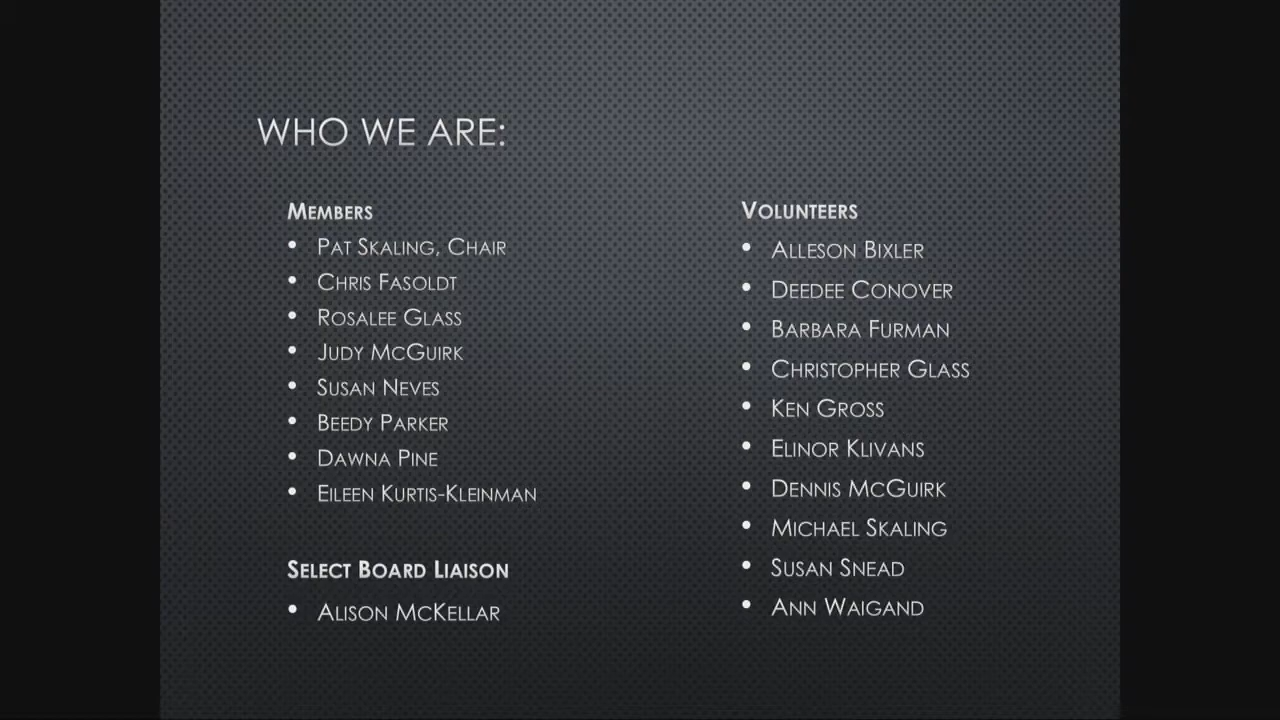 WHO WE ARE:
MEMBERS
• PAT SKALING, CHAIR
• CHRIS FASOLDT
• ROSALEE GLASS
• JUDY MCGUIRK
• SUSAN NEVES
• BEEDY PARKER
• DAWNA PINE
• EILEEN KURTIS-KLEINMAN
SELECT BOARD LIAISON
• ALISON MCKELLAR
VOLUNTEERS
• ALLESON BIXLER
• DEEDEE CONOVER
• BARBARA FURMAN
• CHRISTOPHER GLASS
• KEN GROSS
• ELINOR KLIVANS
• DENNIS MCGUIRK
• MICHAEL SKALING
• SUSAN SNEAD
• ANN WAIGAND